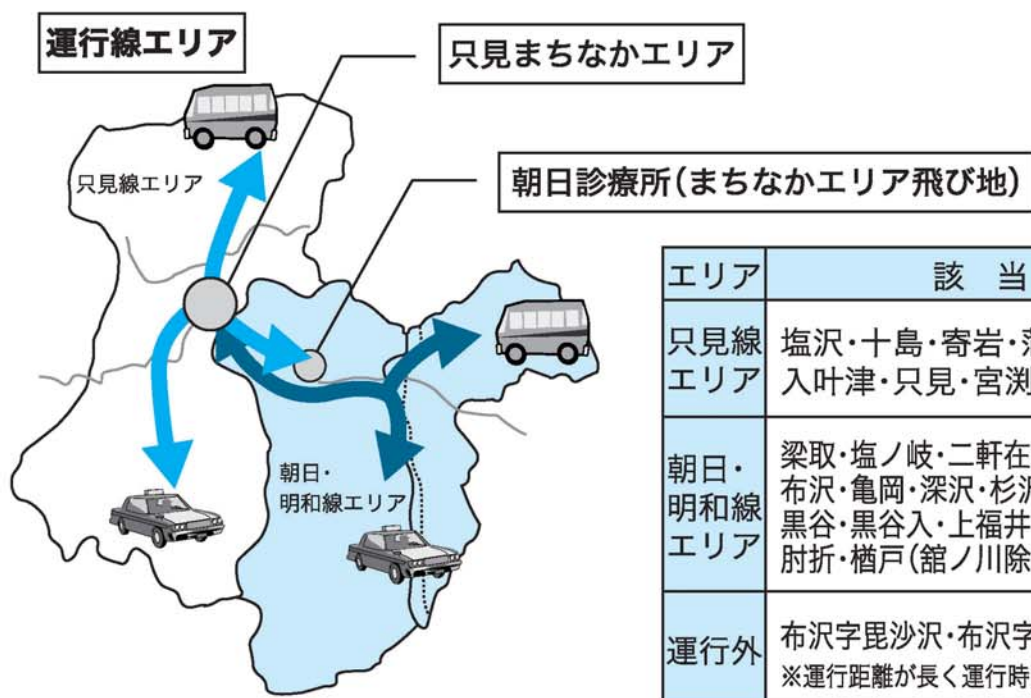 運行線エリア
只見まちなかエリア
只見線エリア
朝日診療所(まちなかエリア飛び地)
朝日・
明和線エリア
エリア
該 当
只見線
エリア
塩沢・十島・寄岩・
入叶津・只見・宮渕
朝日・
明和線
エリア
梁取・塩ノ岐・二軒在
布沢・亀岡・深沢・杉沢
黒谷・黒谷入・上福井
肘折・楢戸(舘ノ川除
運行外
布沢字毘沙沢・布沢字
※運行距離が長く運行時